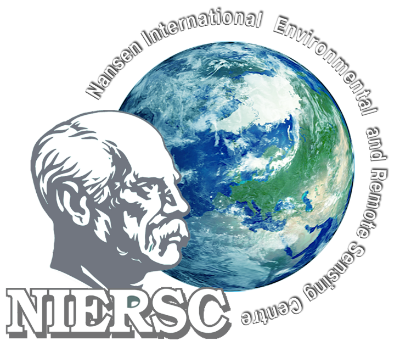 Nansen International Environmental and Remote Sensing Centre
NIERSC